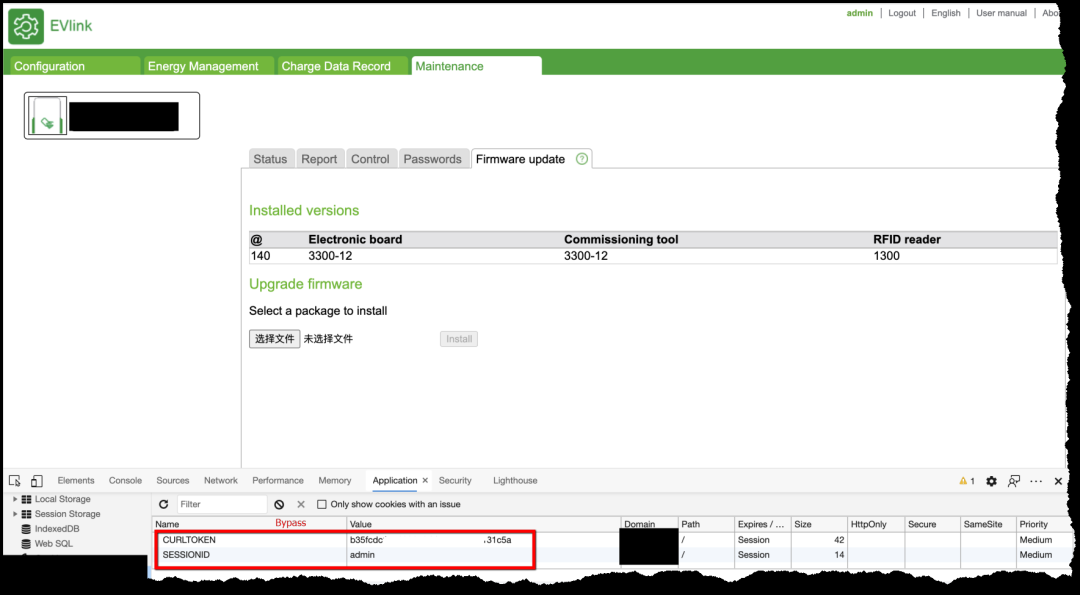 admin | Logout | English | User manual | Abo
EVlink
Configuration Energy Management Charge Data Record Maintenance
Status Report Control Passwords Firmware update ?
Installed versions
@ Electronic board Commissioning tool RFID reader
140 3300-12 3300-12 1300
Upgrade firmware
Select a package to install
选择文件 未选择文件 Install
Elements Console Sources Network Performance Memory Application × Security Lighthouse 1
Local Storage
Session Storage
IndexedDB
Web SQL
Filter Only show cookies with an issue
Bypass
Name Value Domain Path Expires / ... Size HttpOnly Secure SameSite Priority
CURLTOKEN b35fcdc 31c5a / Session 42 Medium
SESSIONID admin / Session 14 Medium